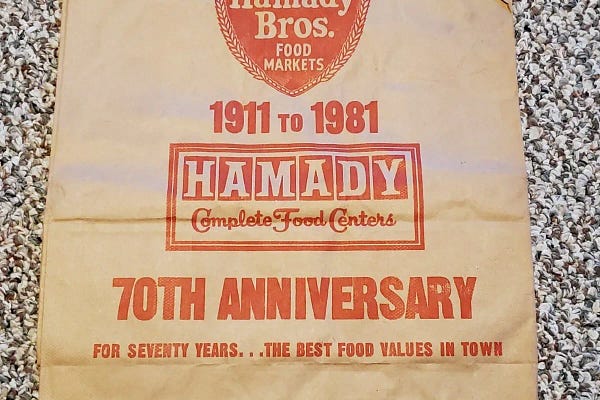 Hamady
Bros.
FOOD
MARKETS
1911 TO 1981
HAMADY
Complete Food Centers
70TH ANNIVERSARY
FOR SEVENTY YEARS. . .THE BEST FOOD VALUES IN TOWN